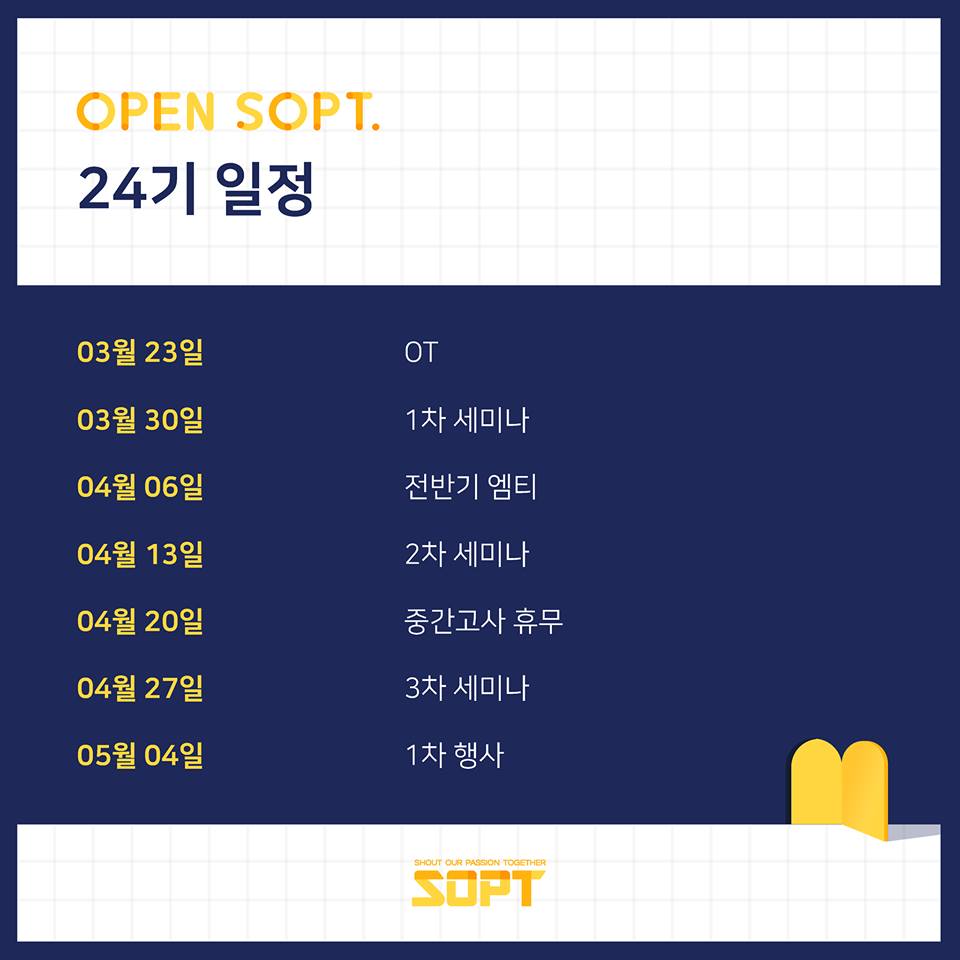 OPEN SOPT.
24기 일정
03월 23일 OT
03월 30일 1차 세미나
04월 06일 전반기 엠티
04월 13일 2차 세미나
04월 20일 중간고사 휴무
04월 27일 3차 세미나
05월 04일 1차 행사
SHOUT OUR PASSION TOGETHER
SOPT